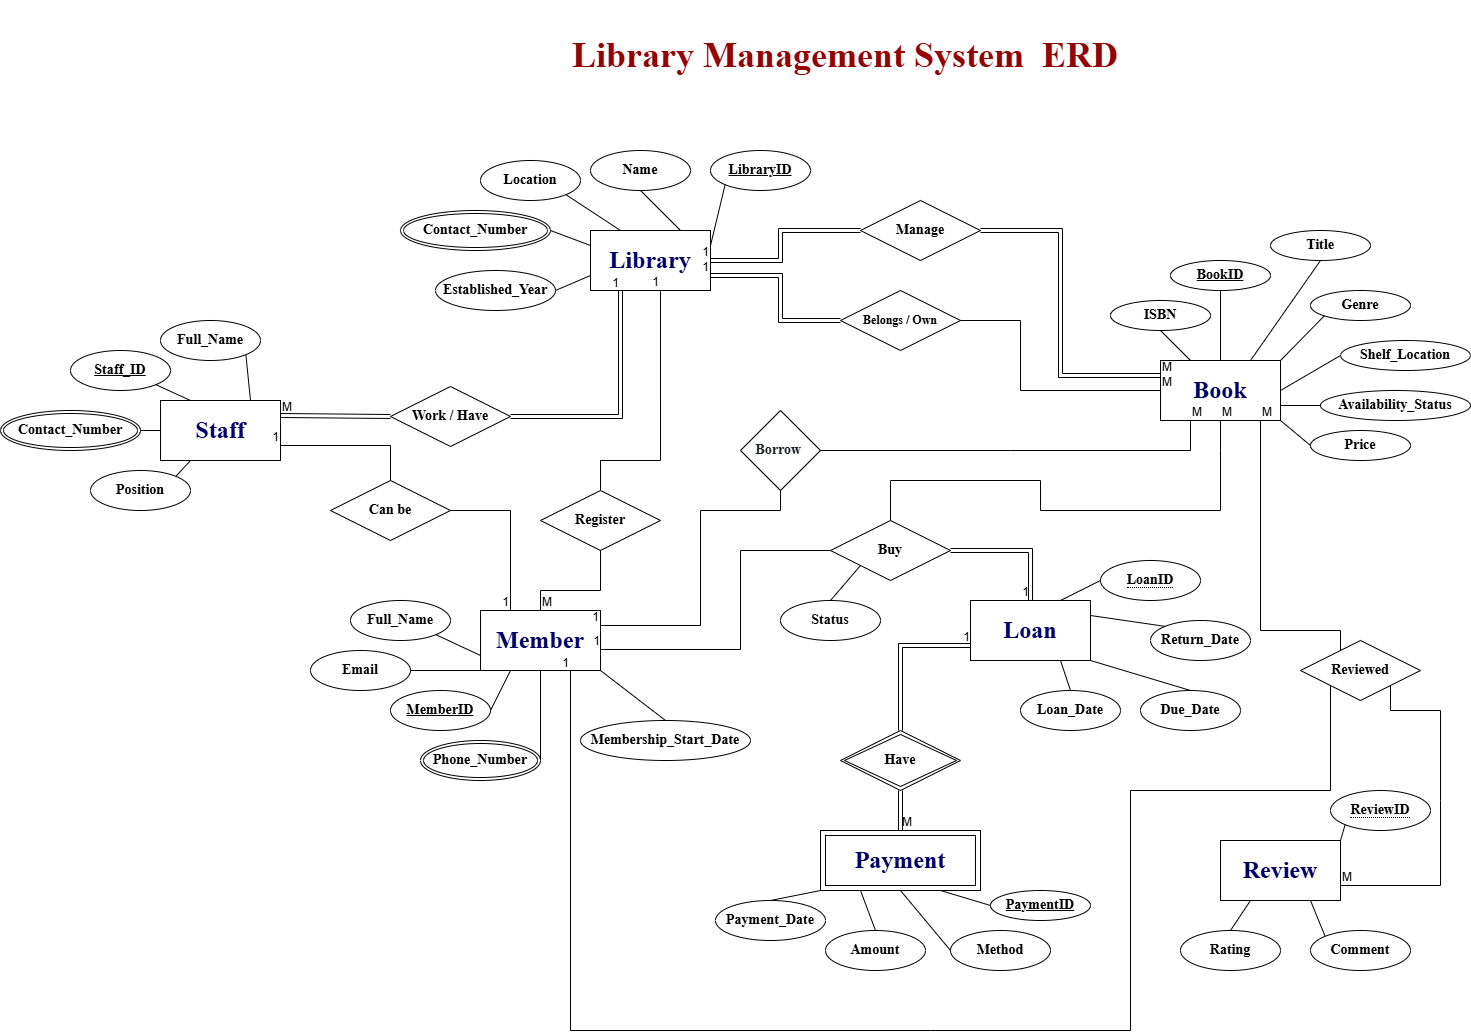 Library Management System  ERD
Name
LibraryID
Location
Contact_Number
Manage
1
Library
1
Established_Year
1
1
Title
BookID
Genre
ISBN
Belongs / Own
Full_Name
Shelf_Location
Staff_ID
M
M
Book
Availability_Status
M
M
M
M
Work / Have
Contact_Number
Staff
1
Price
Borrow
Position
Can be
Register
Buy
LoanID
1
1
M
Status
Full_Name
1
Member
1
1
1
Loan
Return_Date
Email
Reviewed
MemberID
Loan_Date
Due_Date
Membership_Start_Date
Phone_Number
Have
ReviewID
M
Payment
Review
M
PaymentID
Payment_Date
Amount
Method
Rating
Comment